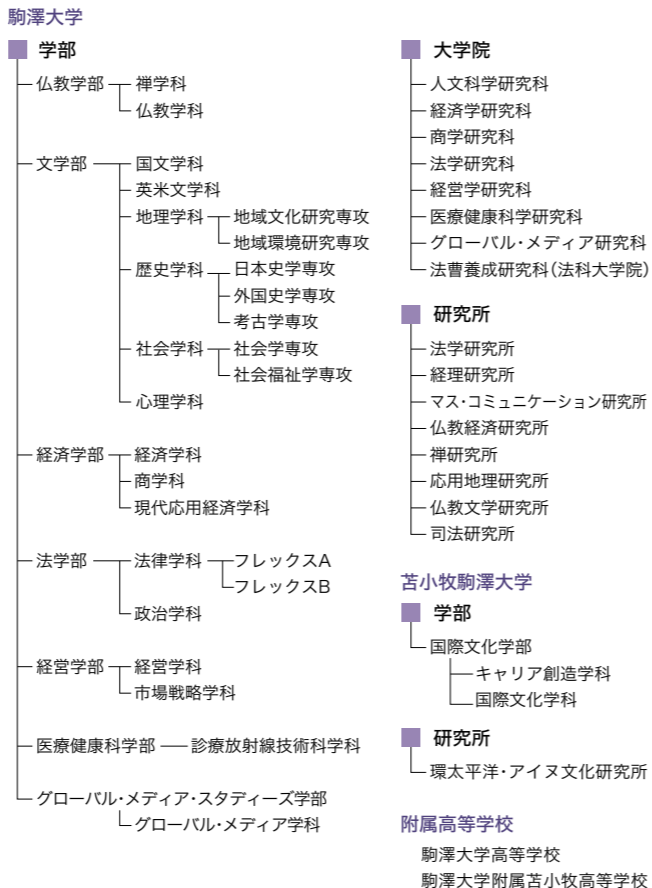 駒澤大学
学部
仏教学部 禅学科
仏教学科
文学部 国文学科
英米文学科
地理学科 地域文化研究専攻
地域環境研究専攻
歴史学科 日本史学専攻
外国史学専攻
考古学専攻
社会学科 社会学専攻
社会福祉学専攻
心理学科
経済学部 経済学科
商学科
現代応用経済学科
法学部 法律学科 フレックスA
フレックスB
政治学科
経営学部 経営学科
市場戦略学科
医療健康科学部 診療放射線技術科学科
グローバル・メディア・スタディーズ学部
グローバル・メディア学科
大学院
人文科学研究科
経済学研究科
商学研究科
法学研究科
経営学研究科
医療健康科学研究科
グローバル・メディア研究科
法曹養成研究科(法科大学院)
研究所
法学研究所
経理研究所
マス・コミュニケーション研究所
仏教経済研究所
禅研究所
応用地理研究所
仏教文学研究所
司法研究所
苫小牧駒澤大学
学部
国際文化学部
キャリア創造学科
国際文化学科
研究所
環太平洋・アイヌ文化研究所
附属高等学校
駒澤大学高等学校
駒澤大学附属苫小牧高等学校